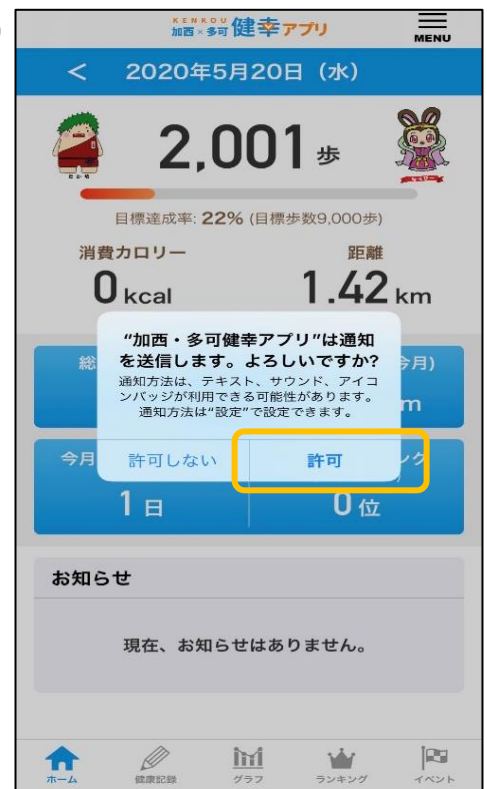 KENKOU
加西×多可 健幸アプリ
MENU
< 2020年5月20日（水）
2,001 歩
目標達成率: 22% (目標歩数9,000歩)
消費カロリー 距離
0 kcal 1.42 km
"加西・多可健幸アプリ"は通知
を送信します。よろしいですか?
通知方法は、テキスト、サウンド、アイコ
ンバッジが利用できる可能性があります。
通知方法は"設定"で設定できます。
総 今月)
m
許可しない 許可
今月 ング
1 日 0 位
お知らせ
現在、お知らせはありません。
ホーム 健康記録 グラフ ランキング イベント